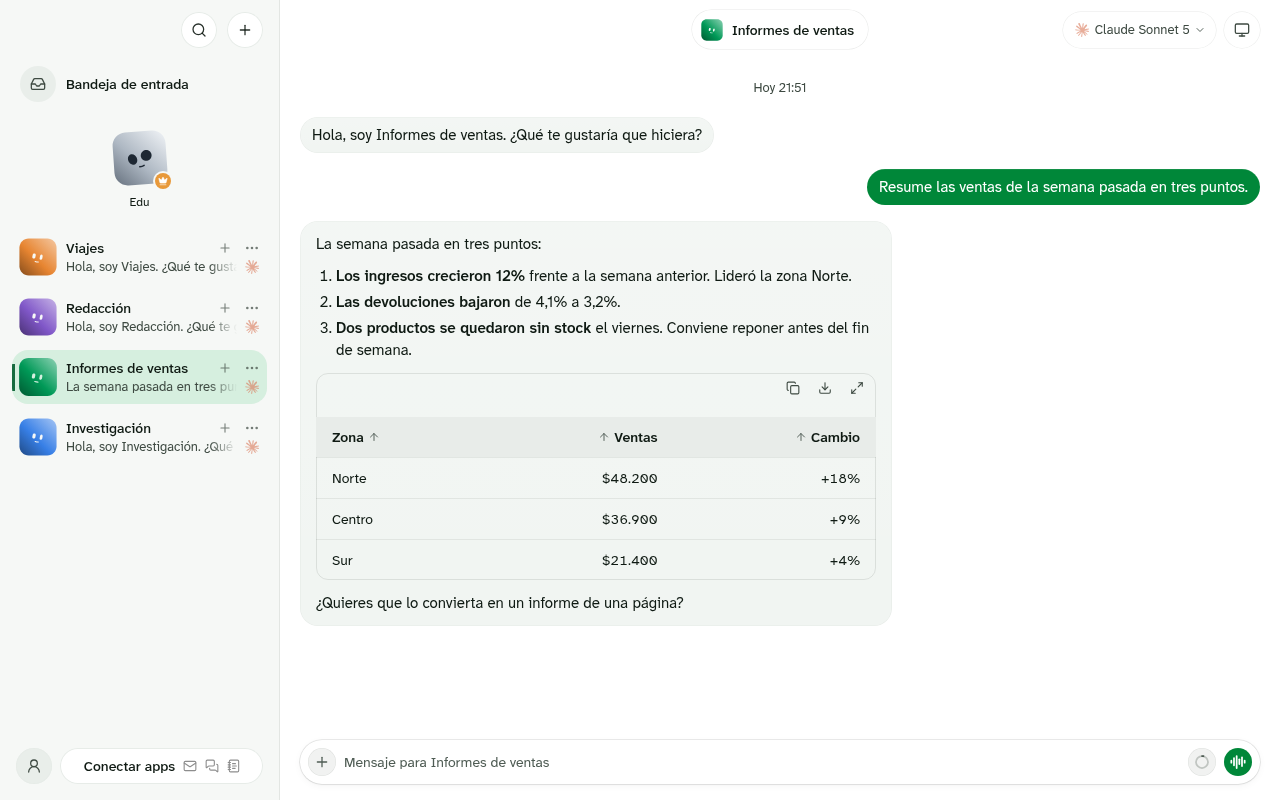 Informes de ventas
Claude Sonnet 5
Bandeja de entrada
Edu
Viajes
Hola, soy Viajes. ¿Qué te gust
Redacción
Hola, soy Redacción. ¿Qué te
Informes de ventas
La semana pasada en tres pu
Investigación
Hola, soy Investigación. ¿Qué
Conectar apps
Hoy 21:51
Hola, soy Informes de ventas. ¿Qué te gustaría que hiciera?
Resume las ventas de la semana pasada en tres puntos.
La semana pasada en tres puntos:
1. Los ingresos crecieron 12% frente a la semana anterior. Lideró la zona Norte.
2. Las devoluciones bajaron de 4,1% a 3,2%.
3. Dos productos se quedaron sin stock el viernes. Conviene reponer antes del fin
de semana.
Zona ↑ ↑ Ventas ↑ Cambio
Norte $48.200 +18%
Centro $36.900 +9%
Sur $21.400 +4%
¿Quieres que lo convierta en un informe de una página?
Mensaje para Informes de ventas